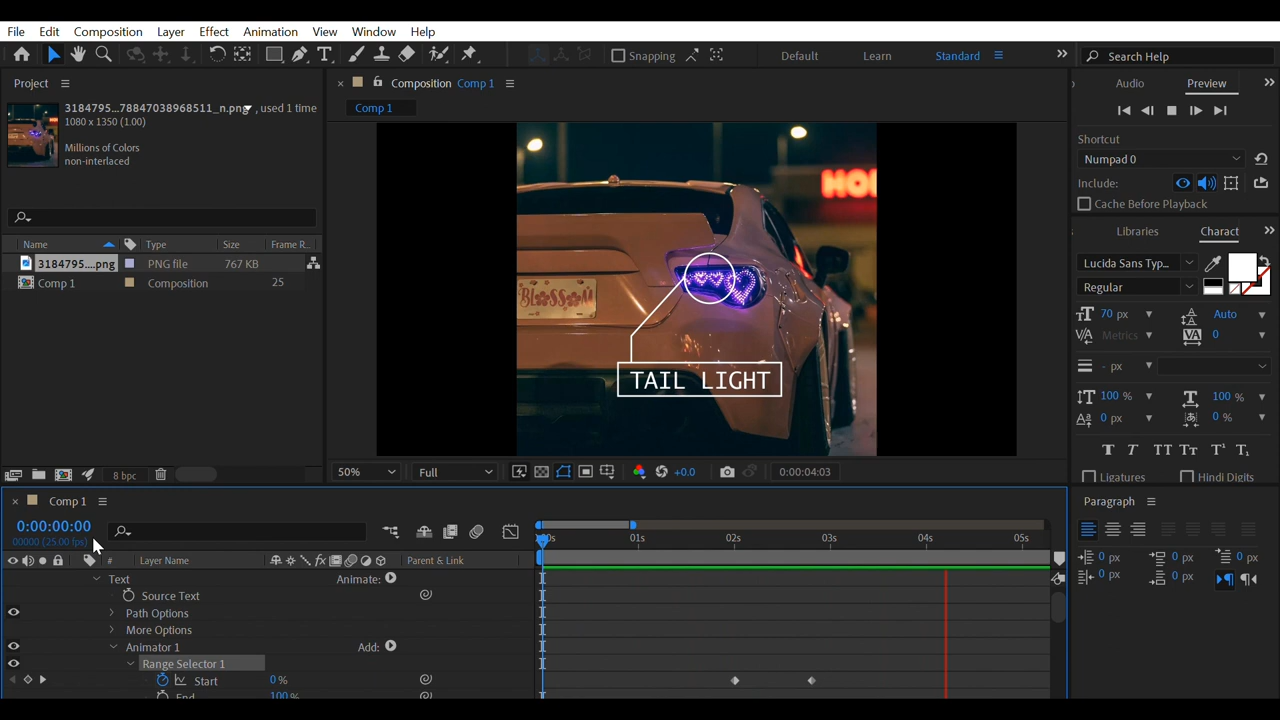 File Edit Composition Layer Effect Animation View Window Help
Snapping Default Learn Standard Search Help
Project
3184795...78847038968511_n.png , used 1 time
1080 x 1350 (1.00)
Millions of Colors
non-interlaced
Name Type Size Frame R...
3184795....png PNG file 767 KB
Comp 1 Composition 25
8 bpc
Composition Comp 1
Comp 1
BLOSSOM
TAIL LIGHT
50% Full +0.0 0:00:04:03
Audio Preview
Shortcut
Numpad 0
Include:
Cache Before Playback
Libraries Charact
Lucida Sans Typ...
Regular
70 px Auto
Metrics 0
- px
100 % 100 %
0 px 0 %
T T TT Tt T¹ T₁
Ligatures Hindi Digits
Paragraph
0 px 0 px 0 px
0 px 0 px
Comp 1
0:00:00:00
00000 (25.00 fps)
# Layer Name Parent & Link
01s 02s 03s 04s 05s
Text Animate:
Source Text
Path Options
More Options
Animator 1 Add:
Range Selector 1
Start 0 %
End 100 %